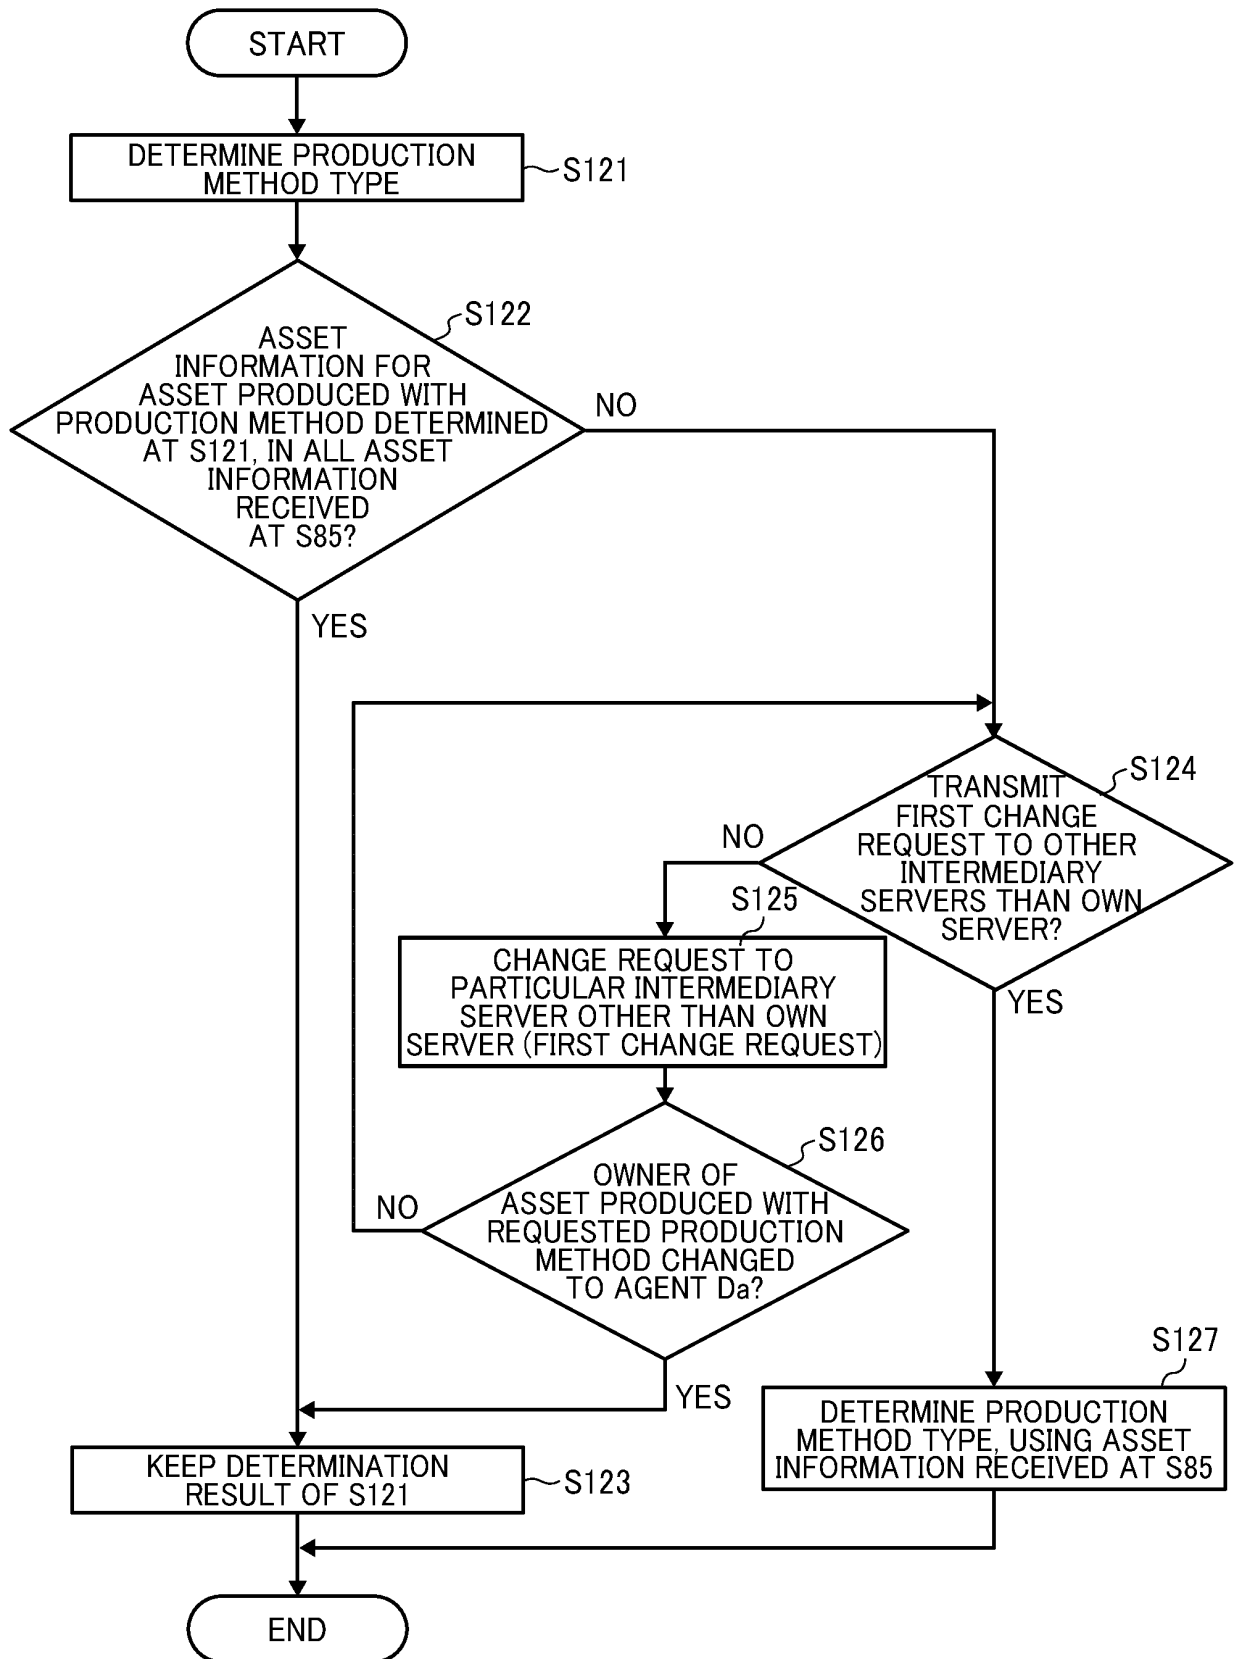 START
DETERMINE PRODUCTION
METHOD TYPE
S121
S122
ASSET
INFORMATION FOR
ASSET PRODUCED WITH
PRODUCTION METHOD DETERMINED
AT S121, IN ALL ASSET
INFORMATION
RECEIVED
AT S85?
NO
YES
S124
TRANSMIT
FIRST CHANGE
REQUEST TO OTHER
INTERMEDIARY
SERVERS THAN OWN
SERVER?
NO
YES
S125
CHANGE REQUEST TO
PARTICULAR INTERMEDIARY
SERVER OTHER THAN OWN
SERVER (FIRST CHANGE REQUEST)
S126
OWNER OF
ASSET PRODUCED WITH
REQUESTED PRODUCTION
METHOD CHANGED
TO AGENT Da?
NO
YES
S127
DETERMINE PRODUCTION
METHOD TYPE, USING ASSET
INFORMATION RECEIVED AT S85
KEEP DETERMINATION
RESULT OF S121
S123
END